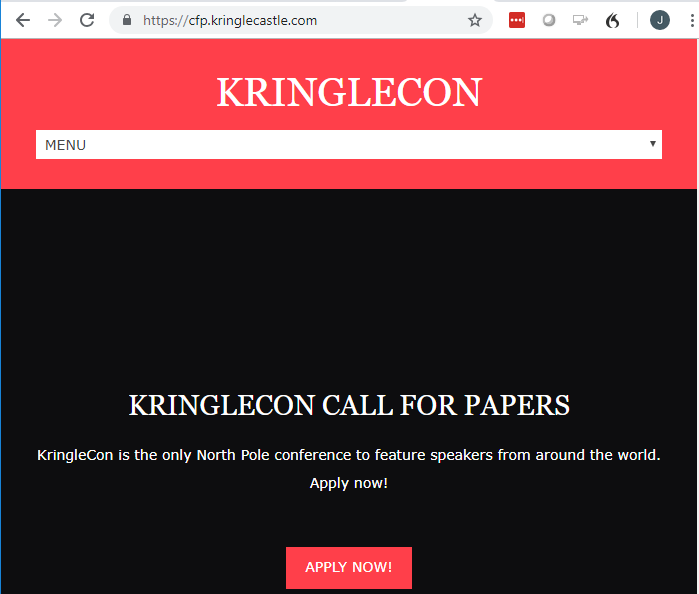 https://cfp.kringlecastle.com
J
KRINGLECON
MENU
KRINGLECON CALL FOR PAPERS
KringleCon is the only North Pole conference to feature speakers from around the world.
Apply now!
APPLY NOW!